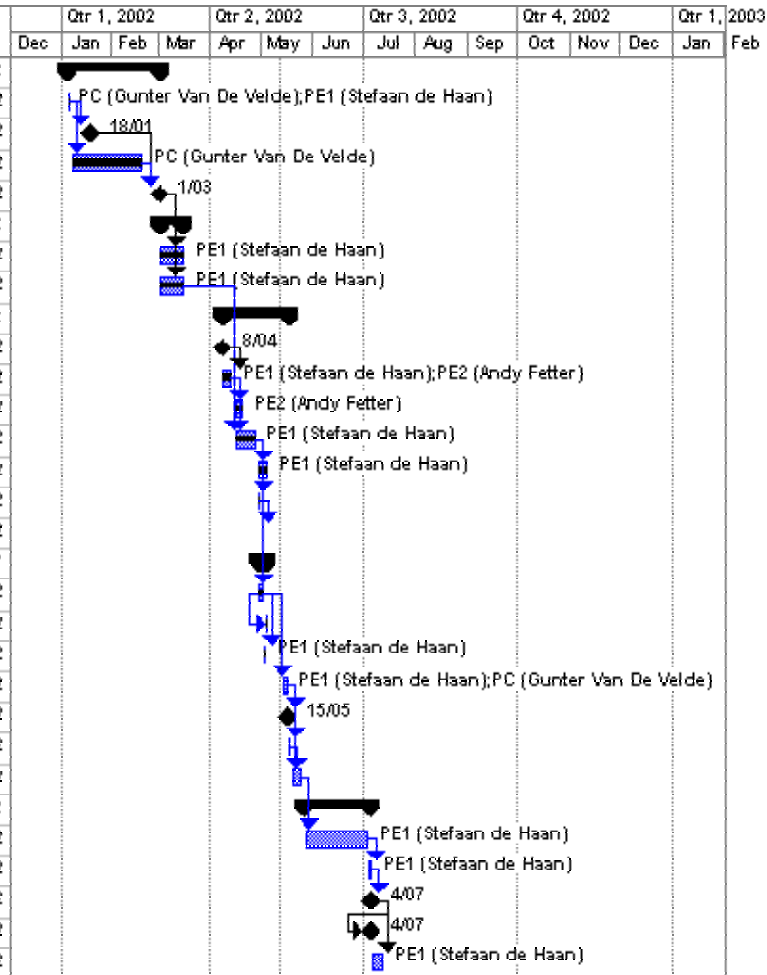 Qtr 1, 2002 Qtr 2, 2002 Qtr 3, 2002 Qtr 4, 2002 Qtr 1, 2003
Dec Jan Feb Mar Apr May Jun Jul Aug Sep Oct Nov Dec Jan Feb
PC (Gunter Van De Velde);PE1 (Stefaan de Haan)
18/01
PC (Gunter Van De Velde)
1/03
PE1 (Stefaan de Haan)
PE1 (Stefaan de Haan)
8/04
PE1 (Stefaan de Haan);PE2 (Andy Fetter)
PE2 (Andy Fetter)
PE1 (Stefaan de Haan)
PE1 (Stefaan de Haan)
PE1 (Stefaan de Haan)
PE1 (Stefaan de Haan);PC (Gunter Van De Velde)
15/05
PE1 (Stefaan de Haan)
PE1 (Stefaan de Haan)
4/07
4/07
PE1 (Stefaan de Haan)